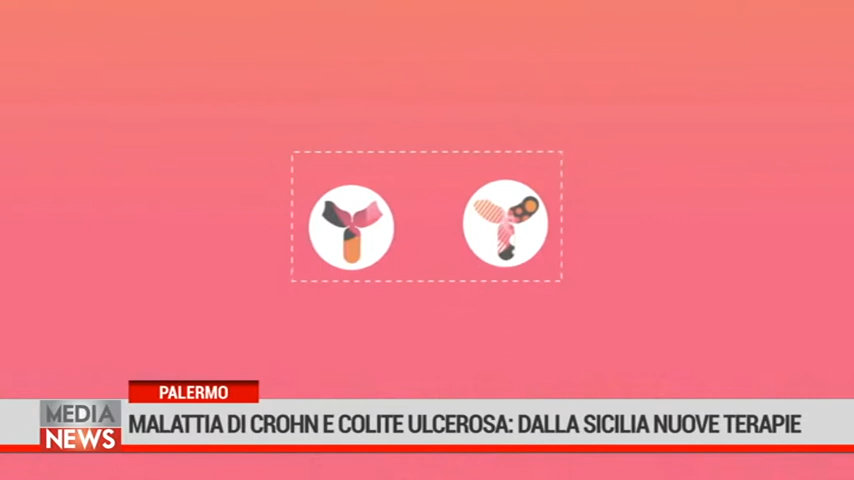 PALERMO
MEDIA
NEWS
MALATTIA DI CROHN E COLITE ULCEROSA: DALLA SICILIA NUOVE TERAPIE